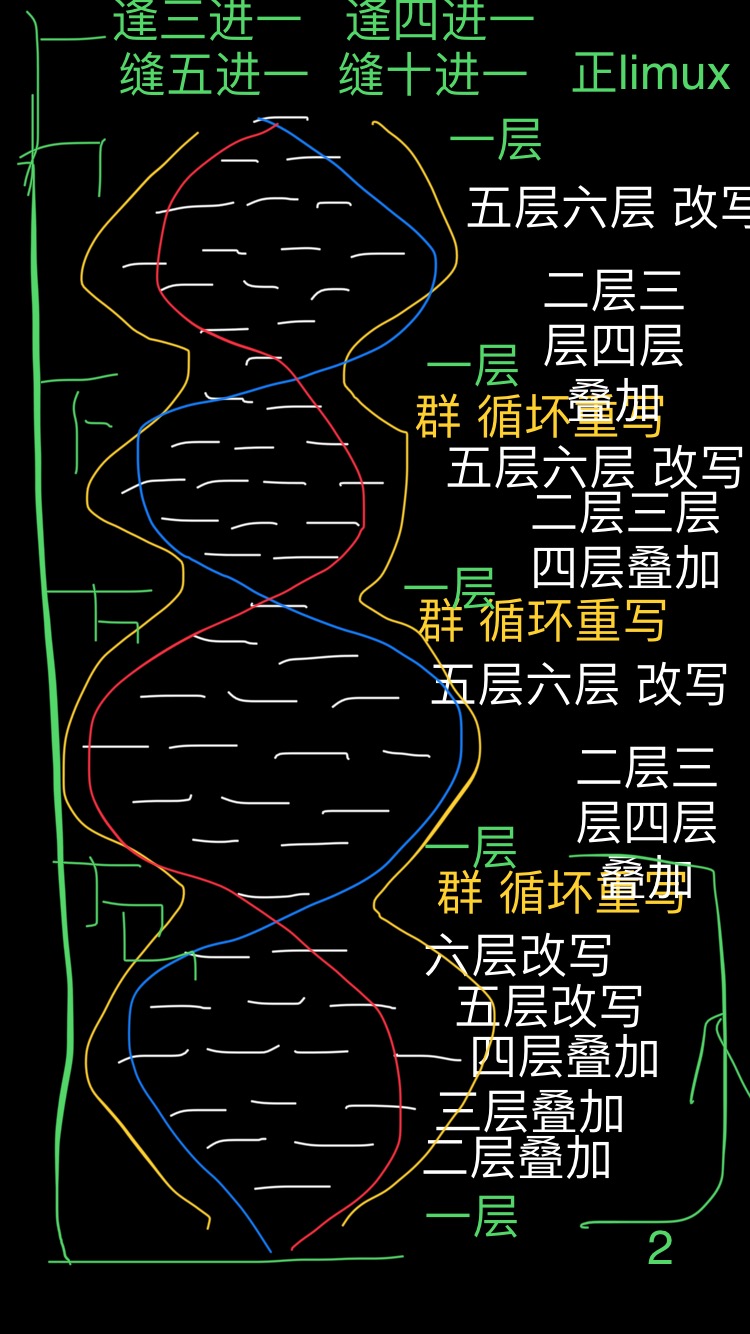 逢三进一 逢四进一
缝五进一 缝十进一 正limux
一层
五层六层 改写
二层三
层四层
叠加
一层
群 循环重写
五层六层 改写
二层三层
四层叠加
一层
群 循环重写
五层六层 改写
二层三
层四层
叠加
一层
群 循环重写
六层改写
五层改写
四层叠加
三层叠加
二层叠加
一层
2